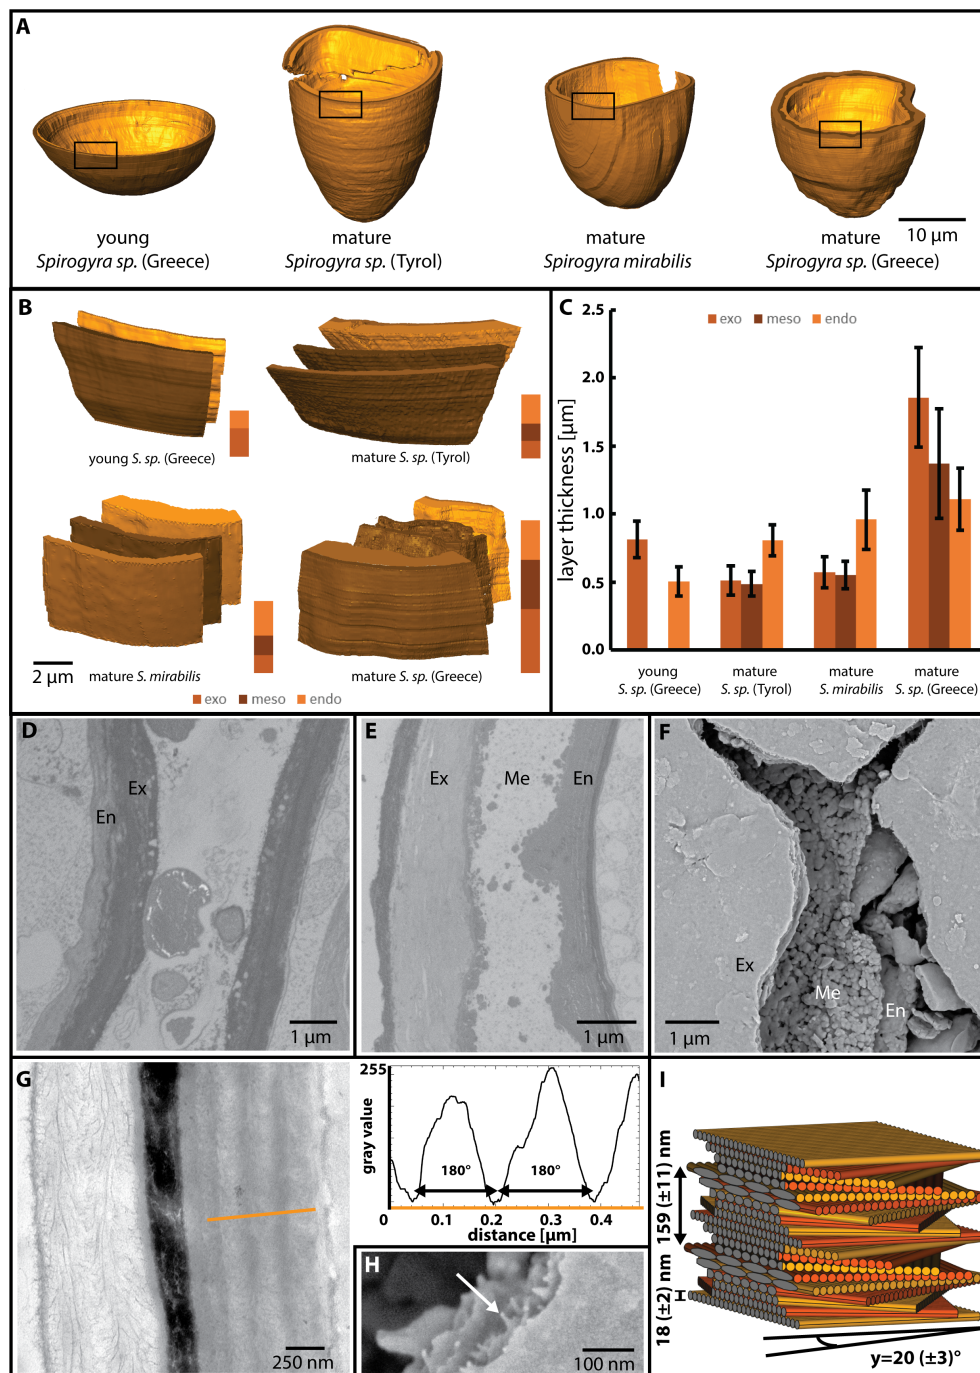 A
young
Spirogyra sp. (Greece)
mature
Spirogyra sp. (Tyrol)
mature
Spirogyra mirabilis
mature
Spirogyra sp. (Greece)
10 µm
B
young S. sp. (Greece)
mature S. sp. (Tyrol)
mature S. mirabilis
mature S. sp. (Greece)
2 µm
exo meso endo
C
exo meso endo
layer thickness [µm]
2.5
2.0
1.5
1.0
0.5
0.0
young
S. sp. (Greece)
mature
S. sp. (Tyrol)
mature
S. mirabilis
mature
S. sp. (Greece)
D
Ex
En
1 µm
E
Ex
Me
En
1 µm
F
Ex
Me
En
1 µm
G
250 nm
255
gray value
180°
180°
0
0.1
0.2
0.3
0.4
distance [µm]
H
100 nm
I
159 (±11) nm
18 (±2) nm
y=20 (±3)°